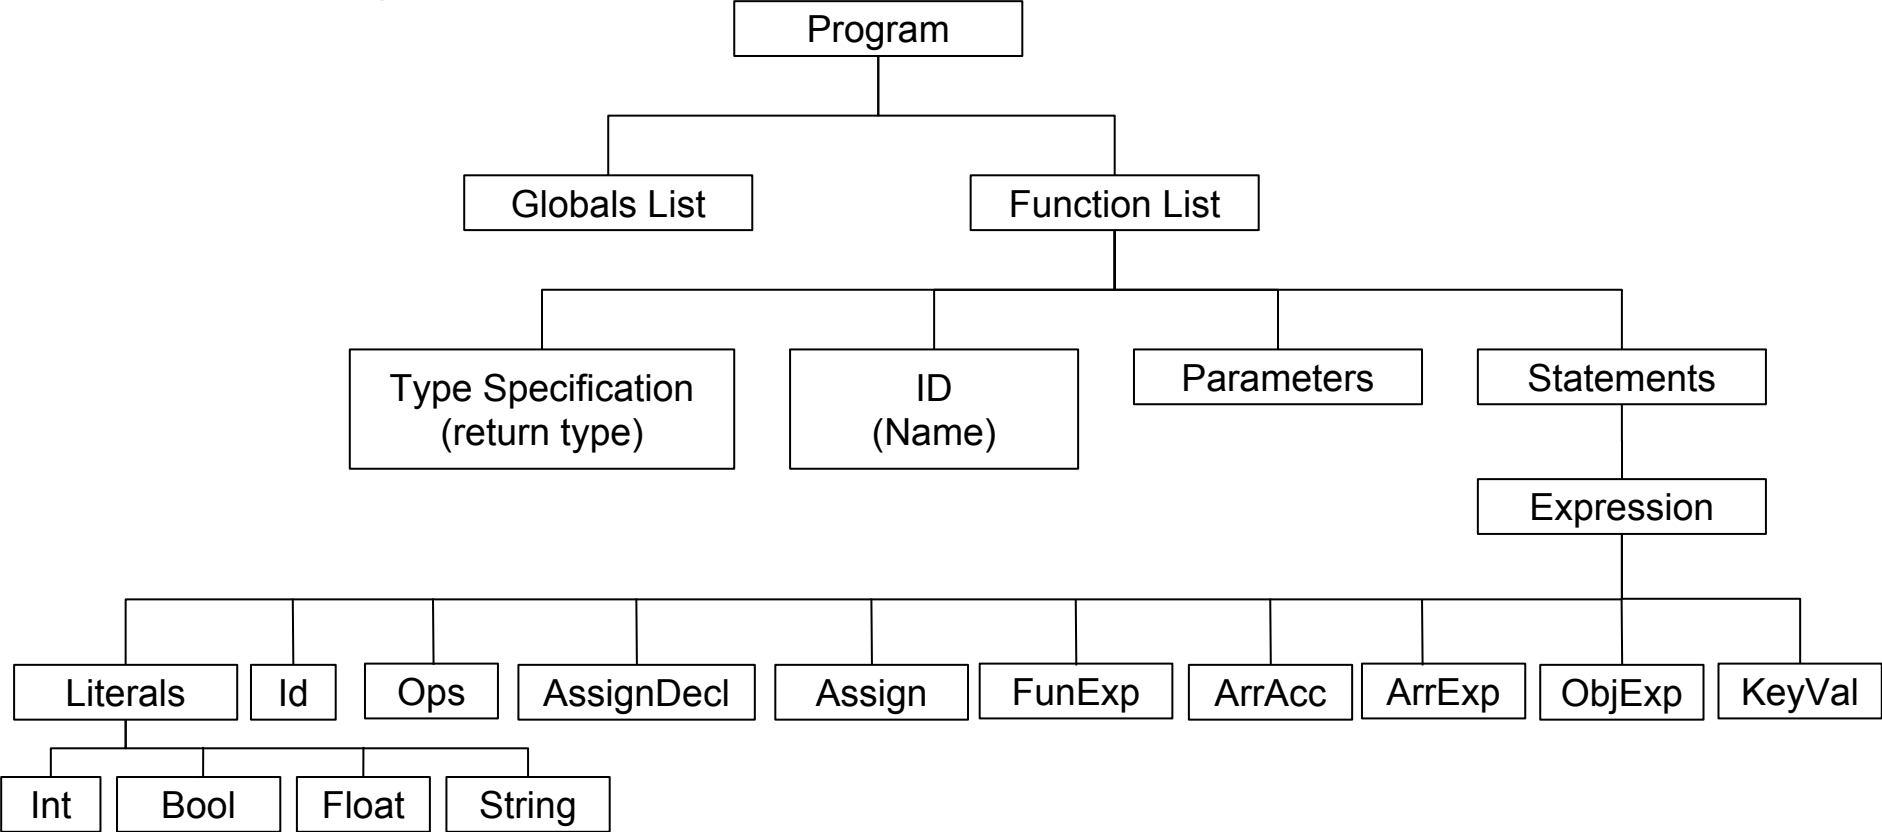 Program
Globals List
Function List
Type Specification
(return type)
ID
(Name)
Parameters
Statements
Expression
Literals
Id
Ops
AssignDecl
Assign
FunExp
ArrAcc
ArrExp
ObjExp
KeyVal
Int
Bool
Float
String